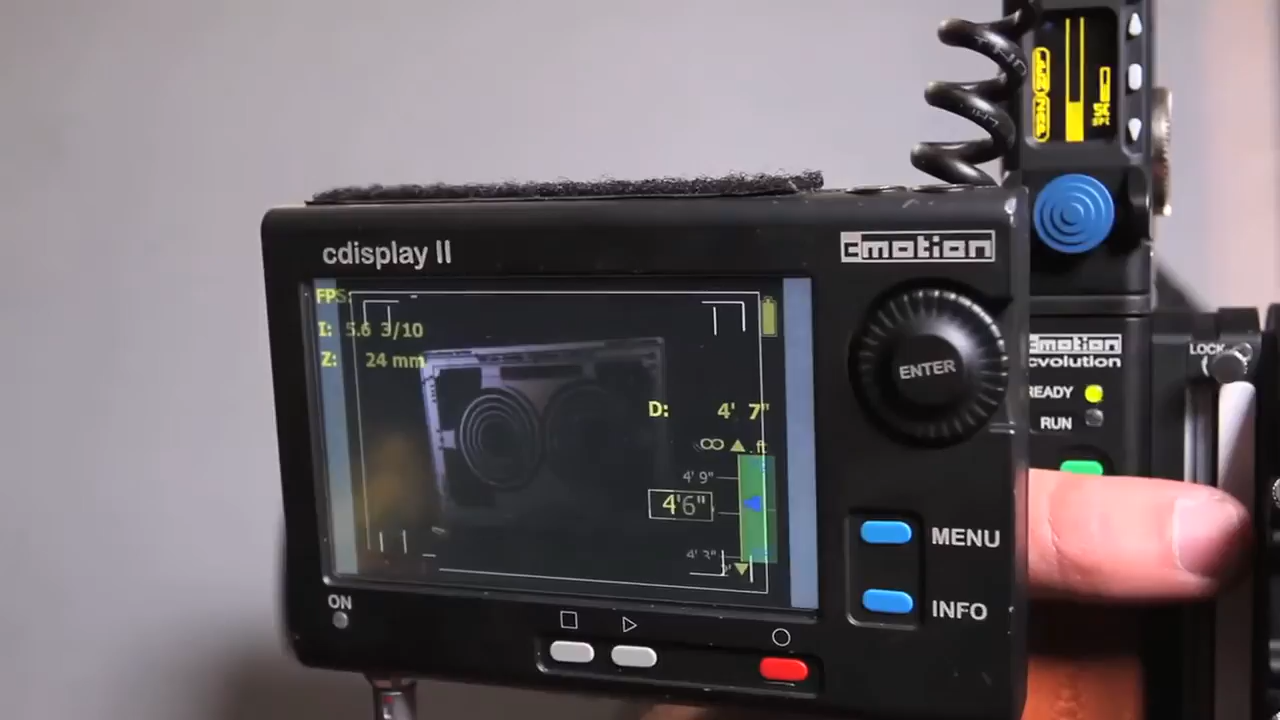 cdisplay II
cmotion
FPS: -
I: 5.6 3/10
Z: 24 mm
D: 4' 7"
∞ ft
4' 9"
4'6"
4' 3"
2'
ENTER
MENU
INFO
ON
cmotion
cvolution
READY
RUN
LOCK